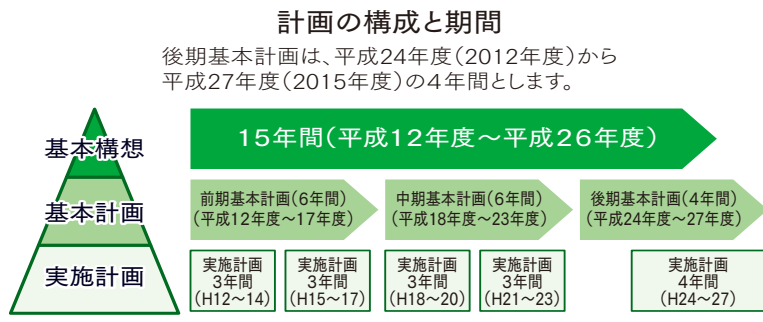 計画の構成と期間
後期基本計画は、平成24年度（2012年度）から
平成27年度（2015年度）の4年間とします。
基本構想
15年間（平成12年度～平成26年度）
基本計画
前期基本計画（6年間）
（平成12年度～17年度）
中期基本計画（6年間）
（平成18年度～23年度）
後期基本計画（4年間）
（平成24年度～27年度）
実施計画
実施計画
3年間
（H12～14）
実施計画
3年間
（H15～17）
実施計画
3年間
（H18～20）
実施計画
3年間
（H21～23）
実施計画
4年間
（H24～27）